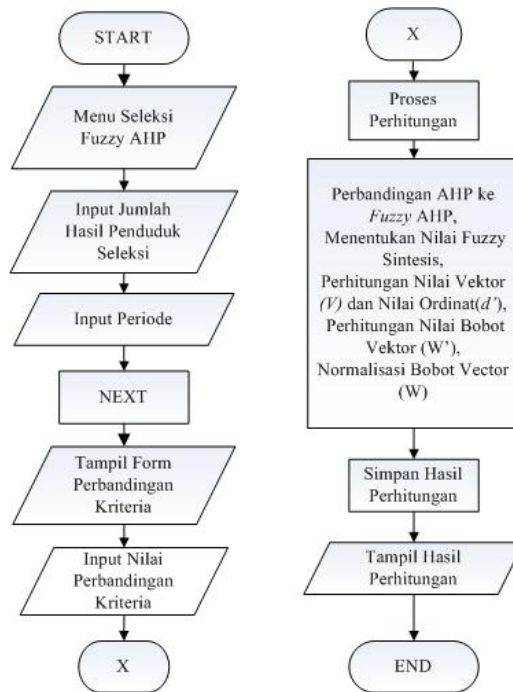 START
Menu Seleksi
Fuzzy AHP
Input Jumlah
Hasil Penduduk
Seleksi
Input Periode
NEXT
Tampil Form
Perbandingan
Kriteria
Input Nilai
Perbandingan
Kriteria
X
X
Proses
Perhitungan
Perbandingan AHP ke
Fuzzy AHP,
Menentukan Nilai Fuzzy
Sintesis,
Perhitungan Nilai Vektor
(V) dan Nilai Ordinat(d’),
Perhitungan Nilai Bobot
Vektor (W’),
Normalisasi Bobot Vector
(W)
Simpan Hasil
Perhitungan
Tampil Hasil
Perhitungan
END